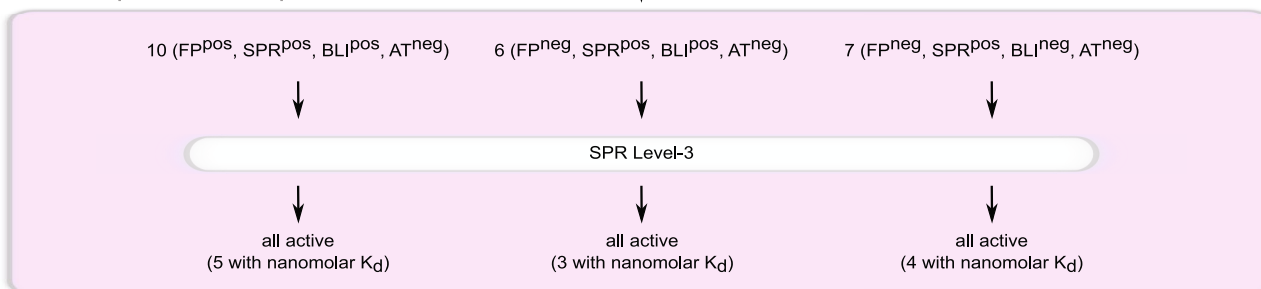 10 (FPpos, SPRpos, BLIpos, ATneg) 6 (FPneg, SPRpos, BLIpos, ATneg) 7 (FPneg, SPRpos, BLIneg, ATneg)
SPR Level-3
all active all active all active
(5 with nanomolar Kd) (3 with nanomolar Kd) (4 with nanomolar Kd)